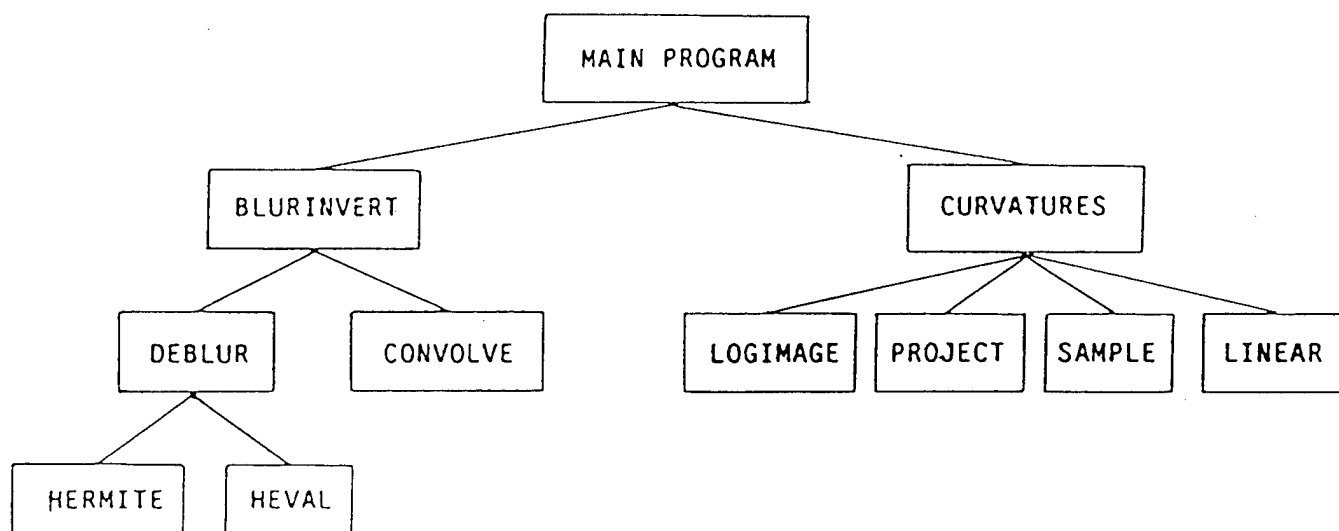 MAIN PROGRAM
BLURINVERT
CURVATURES
DEBLUR
CONVOLVE
LOGIMAGE
PROJECT
SAMPLE
LINEAR
HERMITE
HEVAL